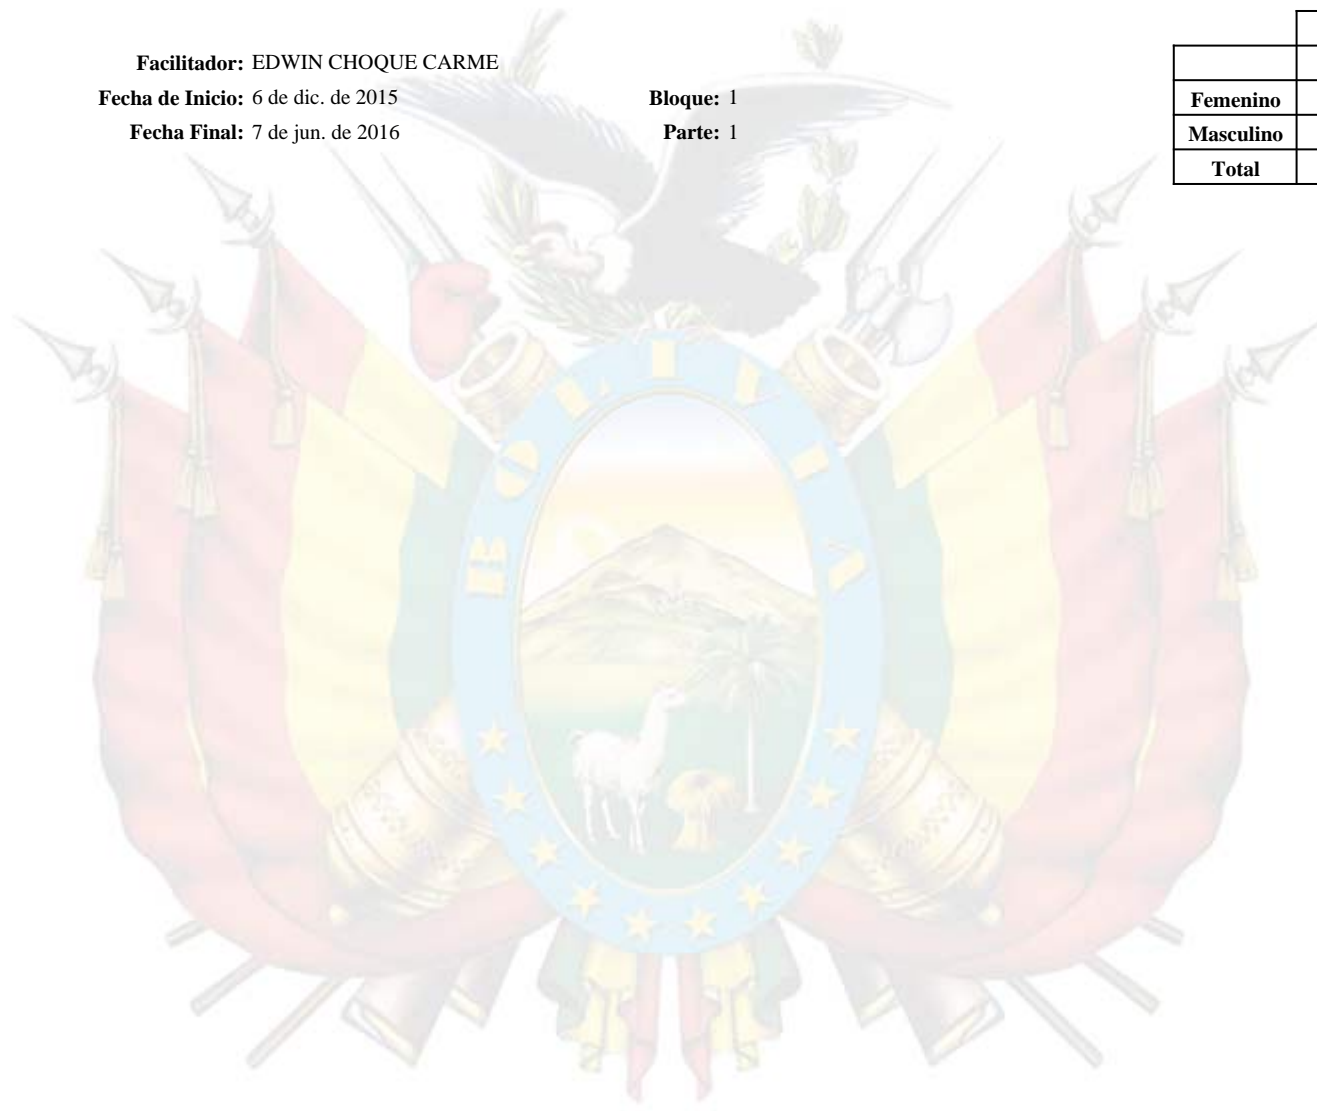 Facilitador: EDWIN CHOQUE CARME
Fecha de Inicio: 6 de dic. de 2015 Bloque: 1
Fecha Final: 7 de jun. de 2016 Parte: 1
Femenino
Masculino
Total
BOLIVIA